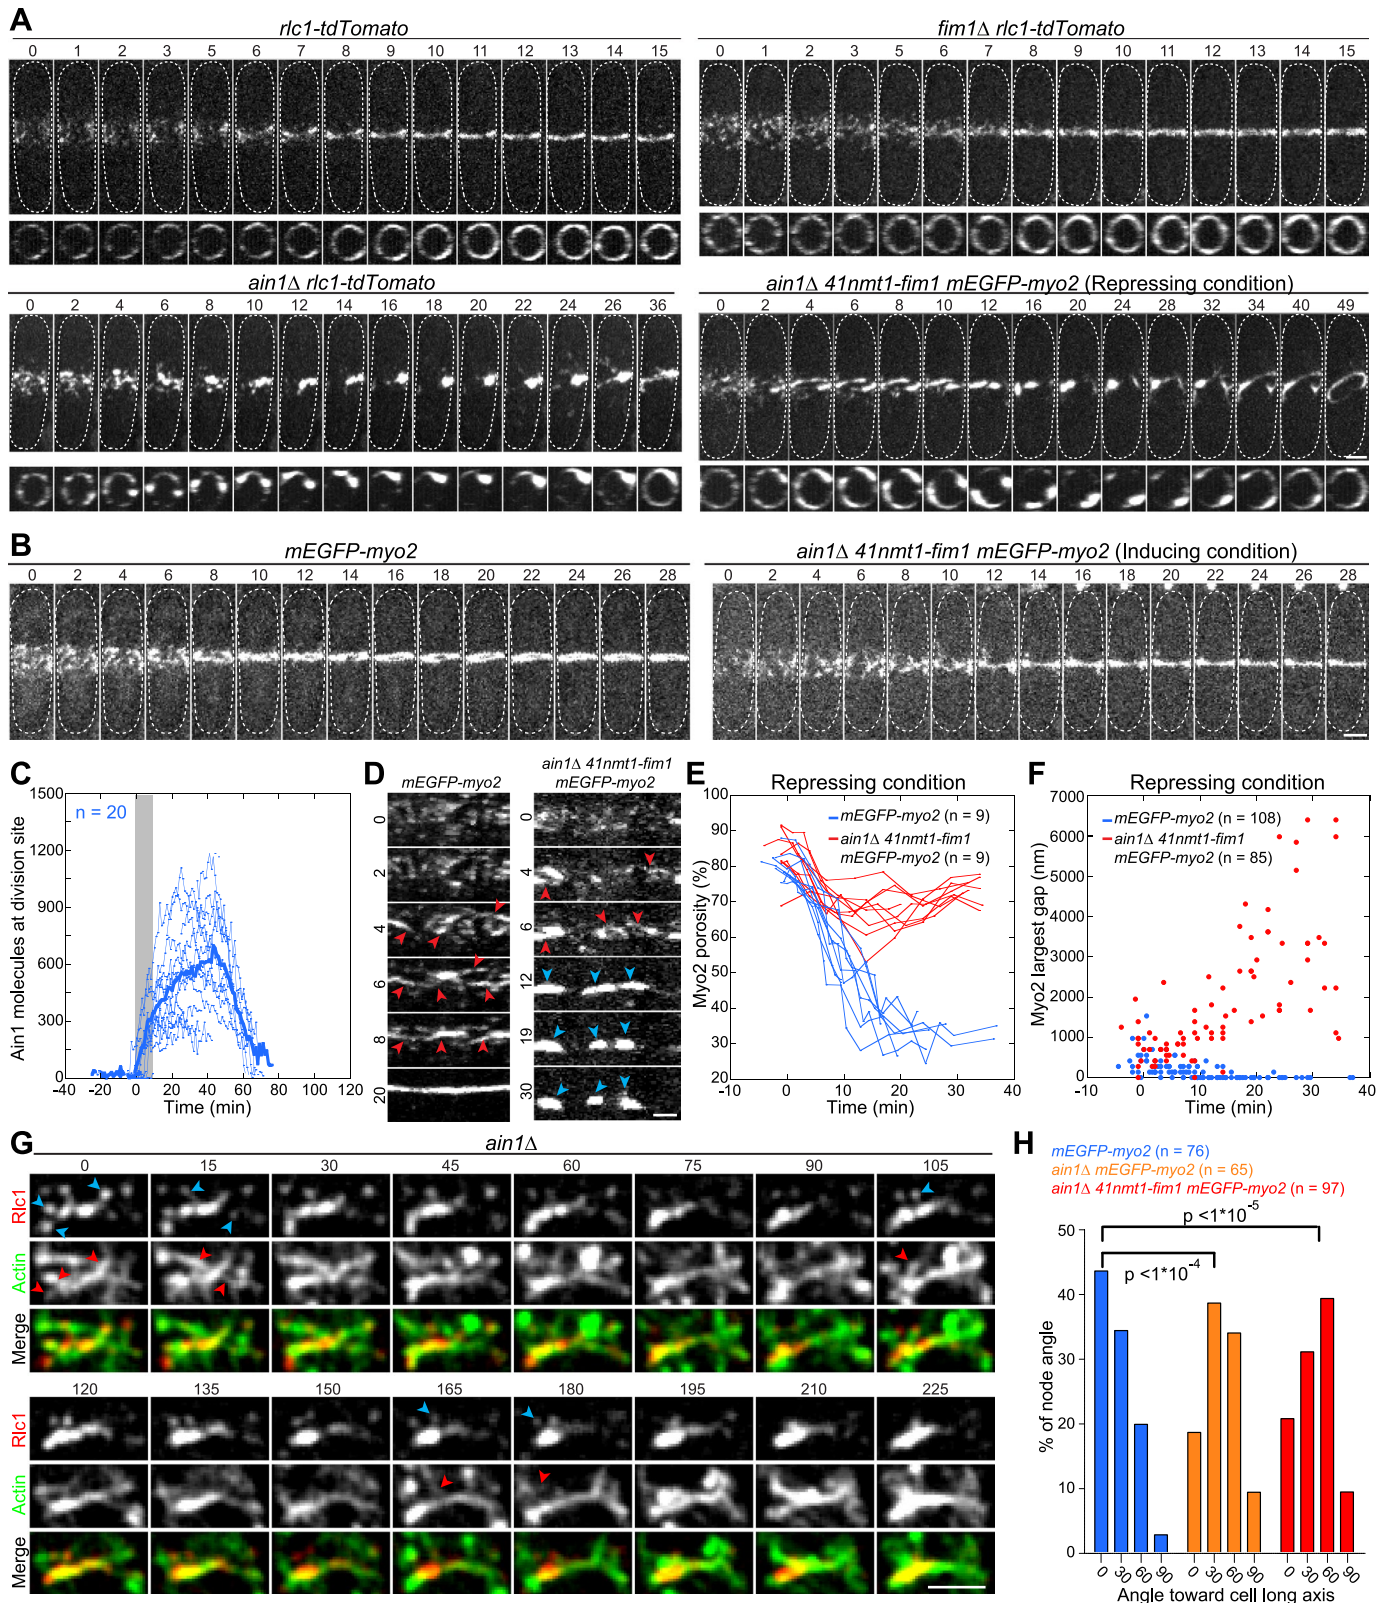 A
rlc1-tdTomato
0 1 2 3 5 6 7 8 9 10 11 12 13 14 15
fim1Δ rlc1-tdTomato
0 1 2 3 5 6 7 8 9 10 11 12 13 14 15
ain1Δ rlc1-tdTomato
0 2 4 6 8 10 12 14 16 18 20 22 24 26 36
ain1Δ 41nmt1-fim1 mEGFP-myo2 (Repressing condition)
0 2 4 6 8 10 12 16 20 24 28 32 34 40 49
B
mEGFP-myo2
0 2 4 6 8 10 12 14 16 18 20 22 24 26 28
ain1Δ 41nmt1-fim1 mEGFP-myo2 (Inducing condition)
0 2 4 6 8 10 12 14 16 18 20 22 24 26 28
C
n = 20
Ain1 molecules at division site
1500
1200
900
600
300
0
-40 -20 0 20 40 60 80 100 120
Time (min)
D
mEGFP-myo2
0
2
4
6
8
20
ain1Δ 41nmt1-fim1
mEGFP-myo2
0
4
6
12
19
30
E
Repressing condition
mEGFP-myo2 (n = 9)
ain1Δ 41nmt1-fim1
mEGFP-myo2 (n = 9)
Myo2 porosity (%)
100
90
80
70
60
50
40
30
20
-10 0 10 20 30 40
Time (min)
F
Repressing condition
mEGFP-myo2 (n = 108)
ain1Δ 41nmt1-fim1
mEGFP-myo2 (n = 85)
Myo2 largest gap (nm)
7000
6000
5000
4000
3000
2000
1000
0
-10 0 10 20 30 40
Time (min)
G
ain1Δ
0 15 30 45 60 75 90 105
Rlc1
Actin
Merge
120 135 150 165 180 195 210 225
Rlc1
Actin
Merge
H
mEGFP-myo2 (n = 76)
ain1Δ mEGFP-myo2 (n = 65)
ain1Δ 41nmt1-fim1 mEGFP-myo2 (n = 97)
p <1*10-5
p <1*10-4
% of node angle
50
40
30
20
10
0
0 30 60 90 0 30 60 90 0 30 60 90
Angle toward cell long axis